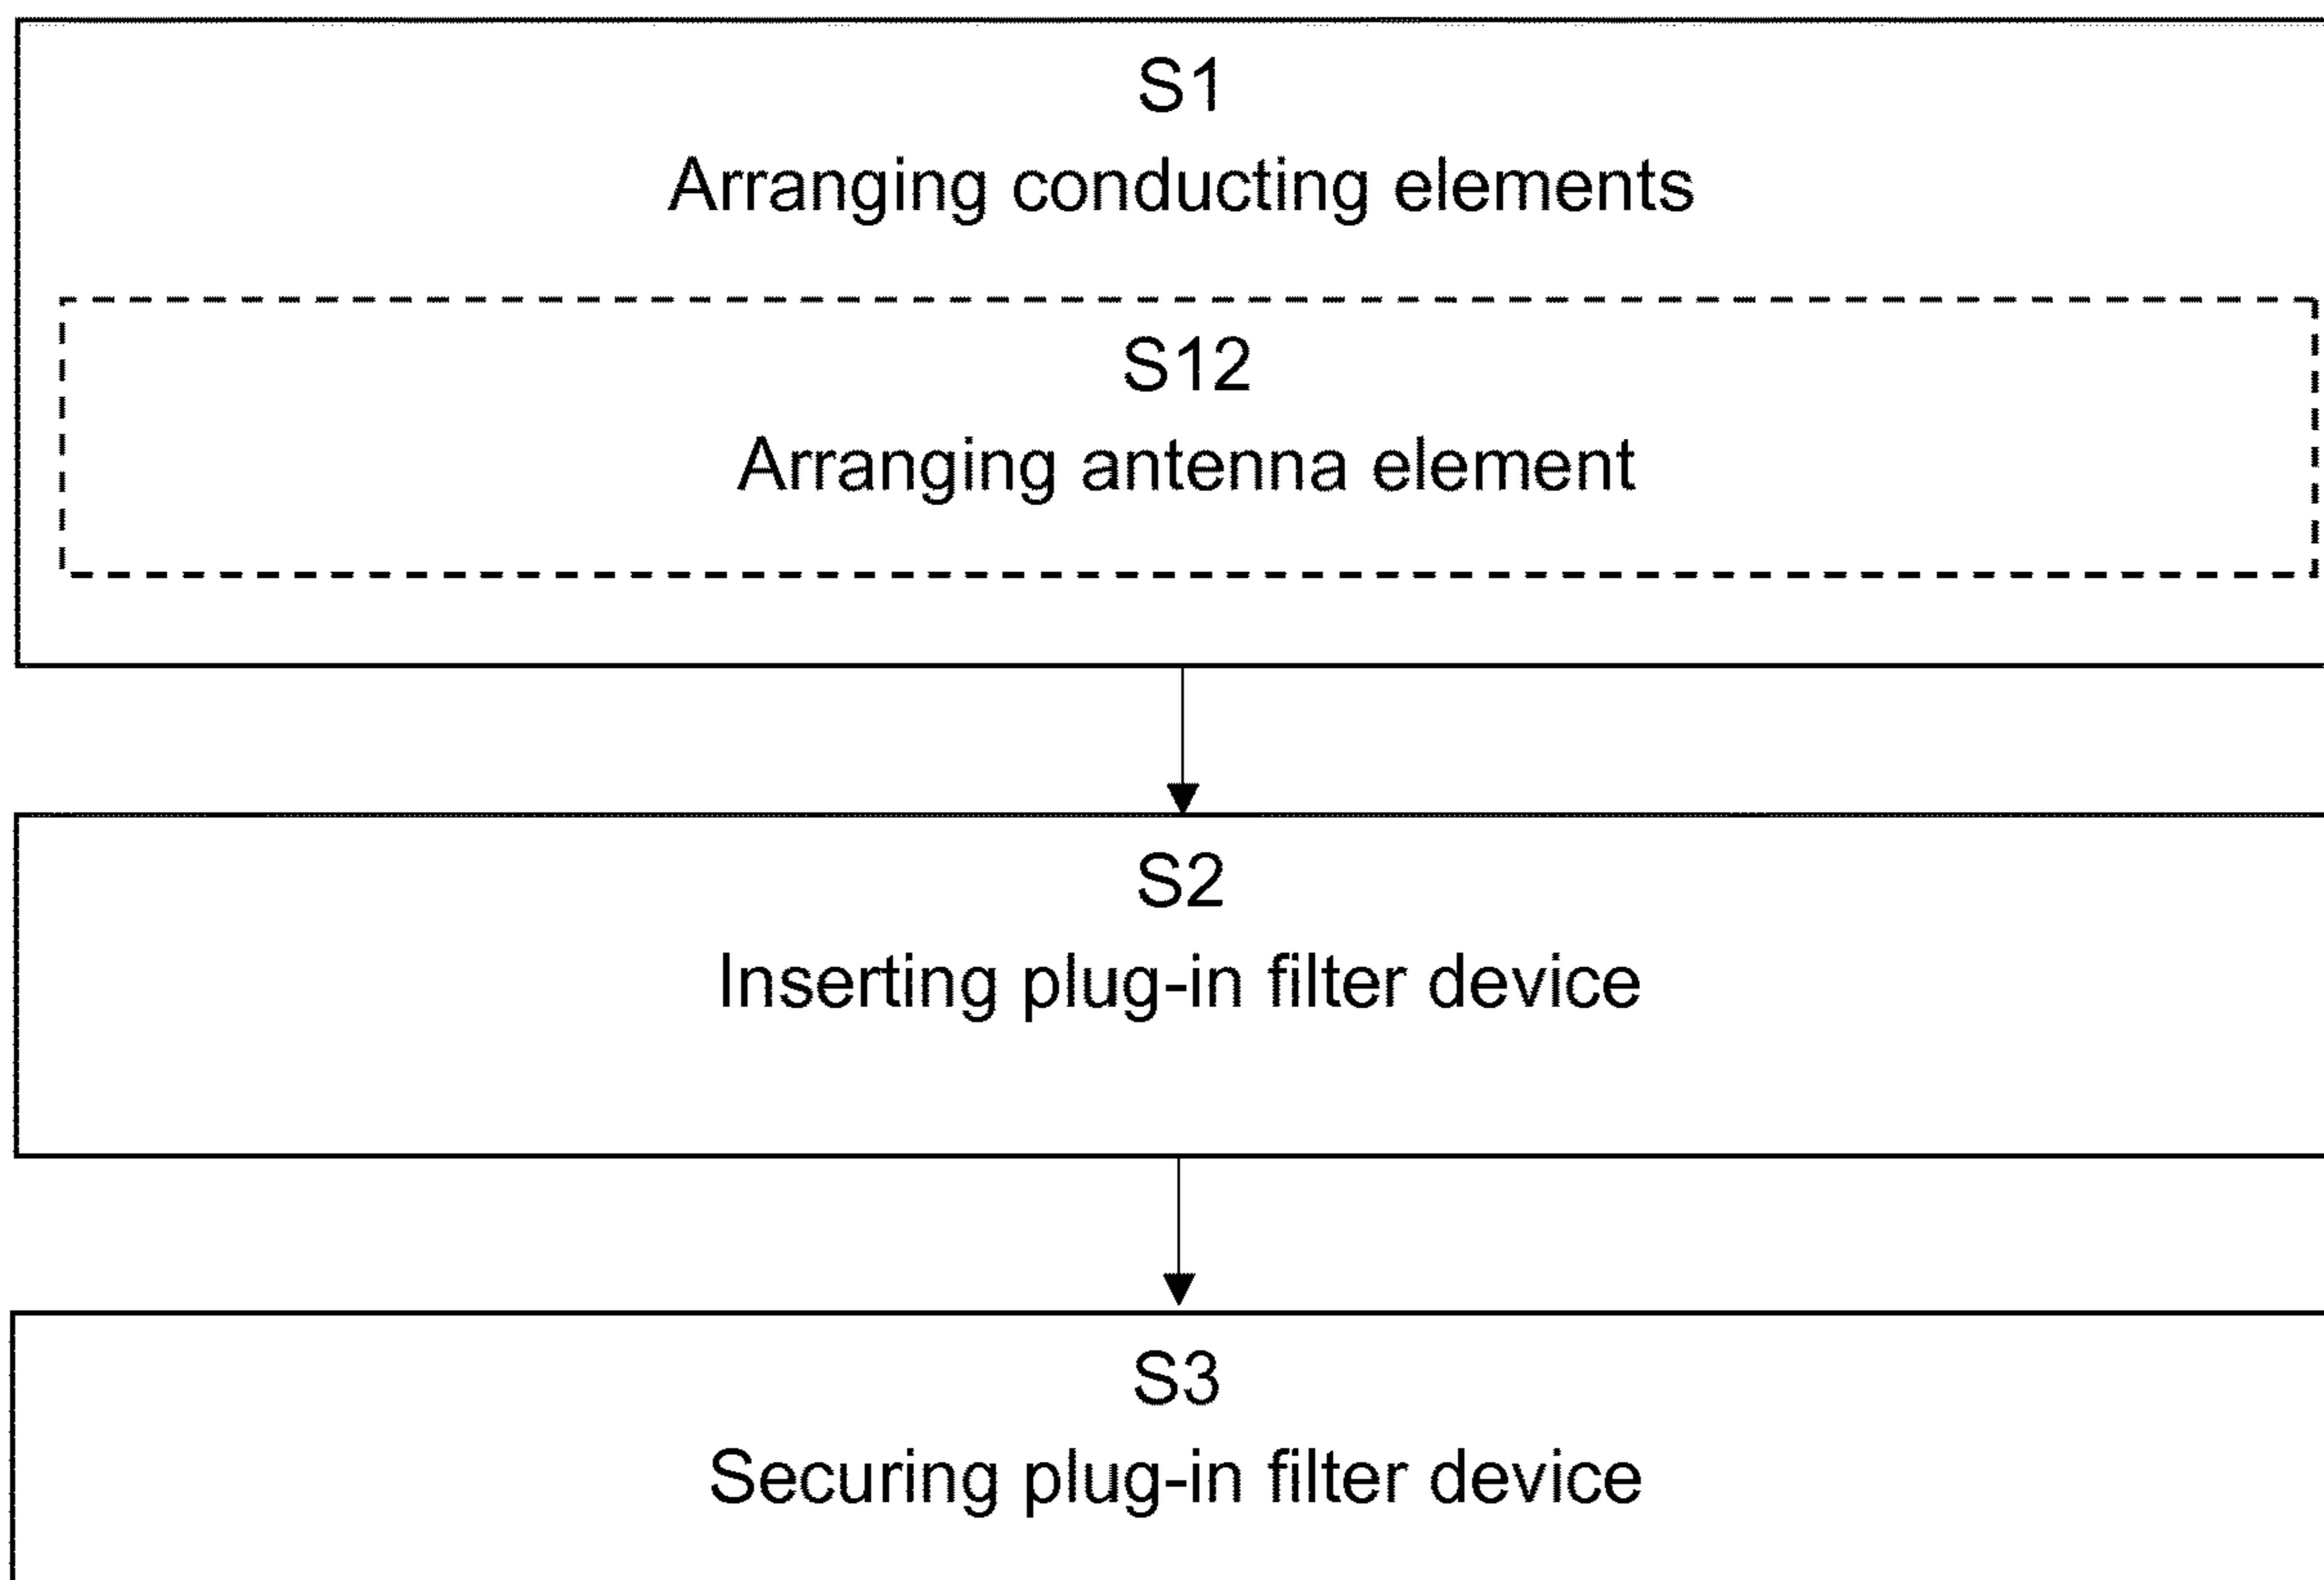 S1
Arranging conducting elements
S12
Arranging antenna element
S2
Inserting plug-in filter device
S3
Securing plug-in filter device